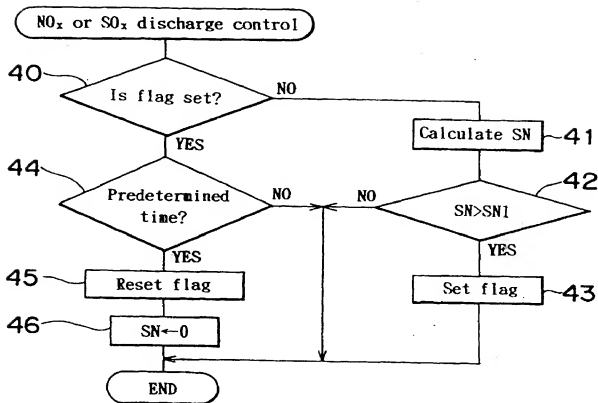 NOx or SOx discharge control
40
Is flag set?
NO
YES
Calculate SN
41
44
Predetermined
time?
NO
YES
42
SN>SN1
NO
YES
45
Reset flag
Set flag
43
46
SN←0
END